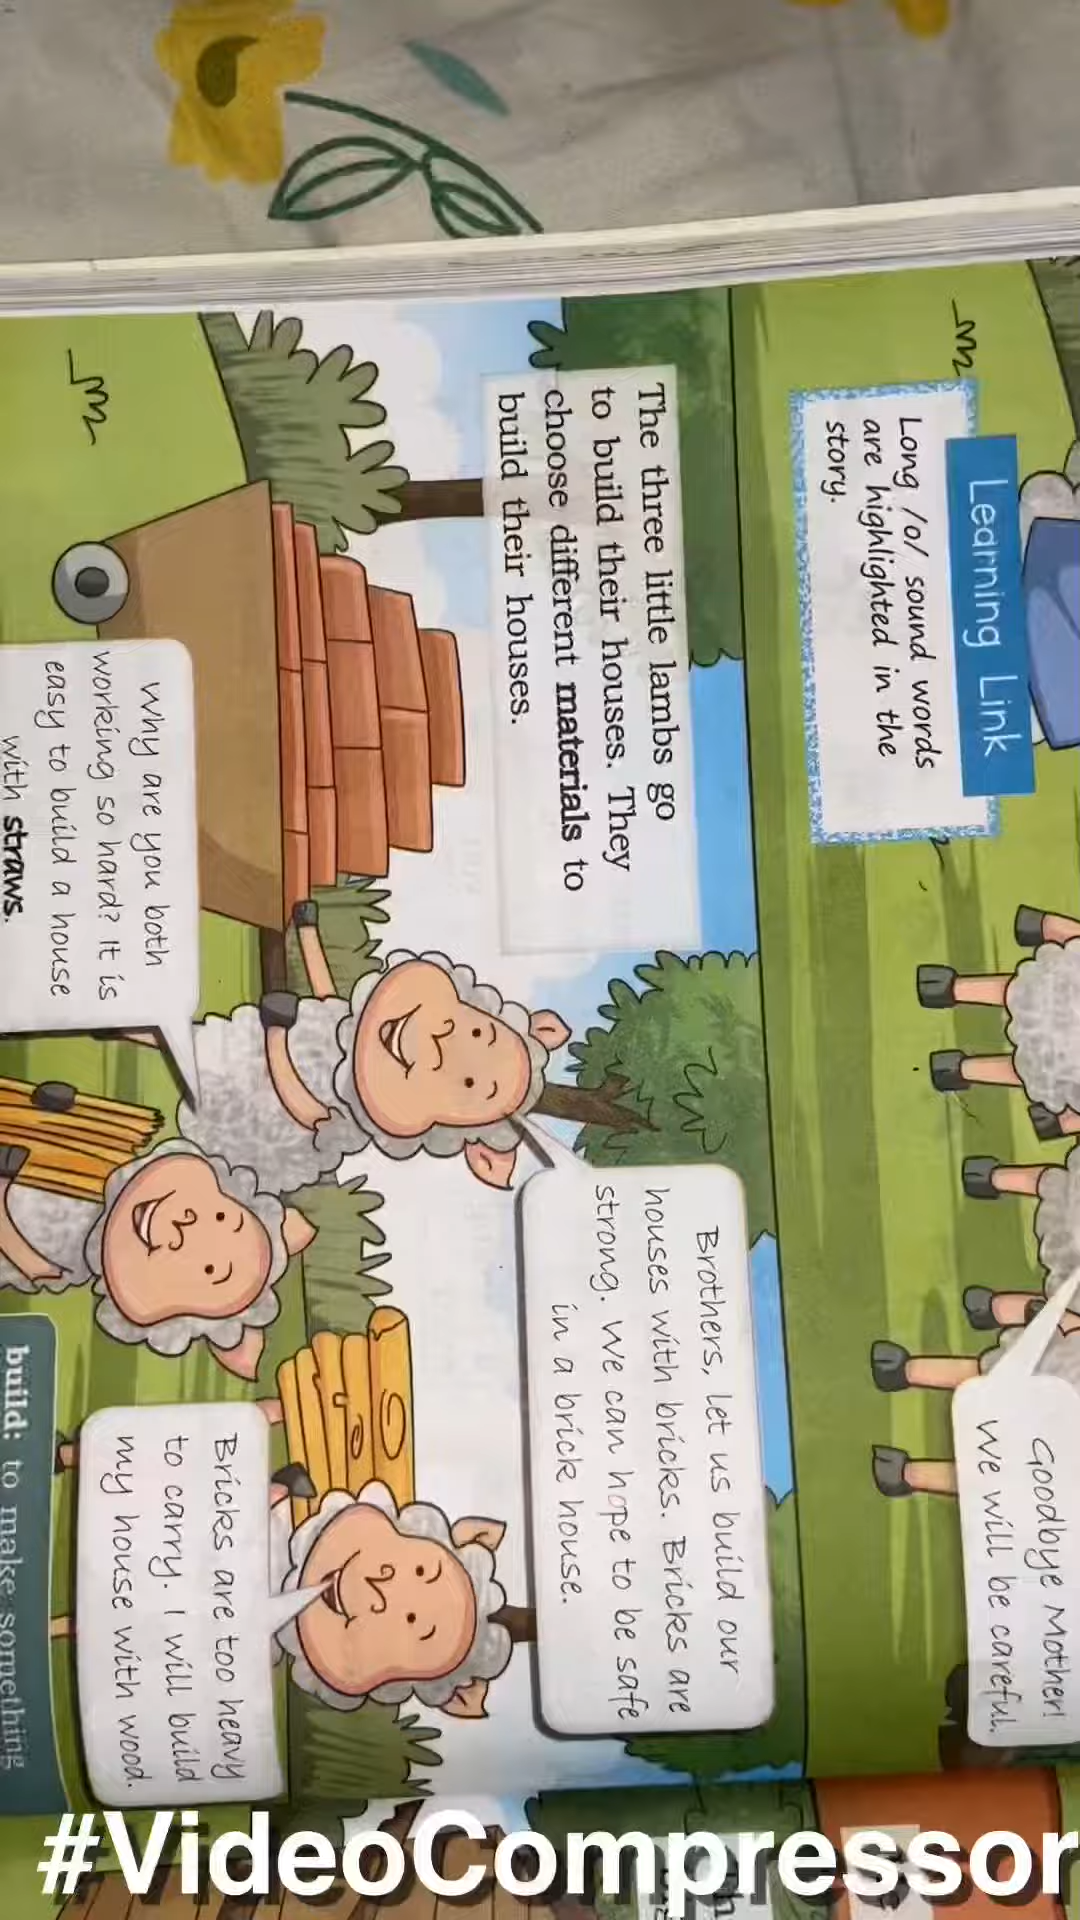 Goodbye Mother!
We will be careful.
Learning Link
Long /o/ sound words
are highlighted in the
story.
The three little lambs go
to build their houses. They
choose different materials to
build their houses.
Brothers, let us build our
houses with bricks. Bricks are
strong. We can hope to be safe
in a brick house.
Why are you both
working so hard? It is
easy to build a house
with straws.
Bricks are too heavy
to carry. I will build
my house with wood.
build: to make something
#VideoCompressor